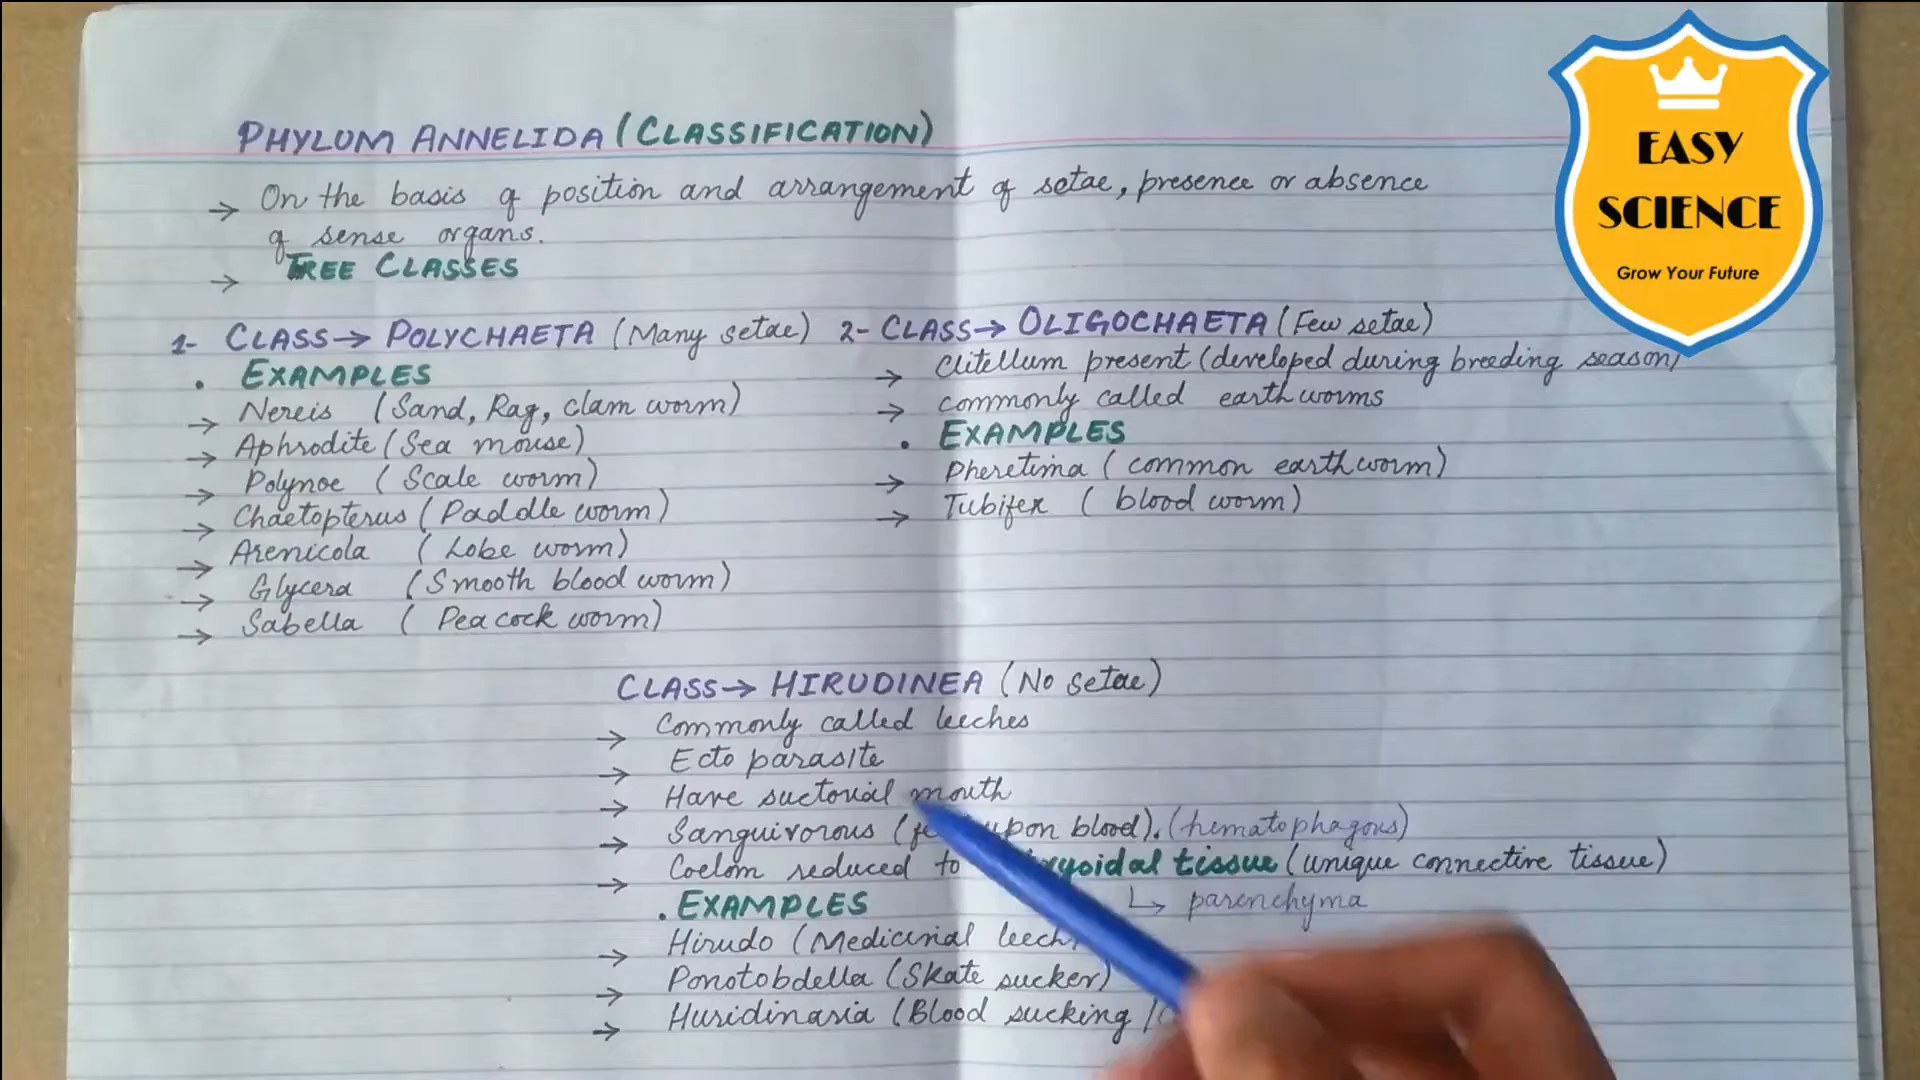 PHYLUM ANNELIDA (CLASSIFICATION)
→ On the basis of position and arrangement of setae, presence or absence
of sense organs.
→ TREE CLASSES
1- CLASS → POLYCHAETA (Many setae)
. EXAMPLES
→ Nereis (Sand, Rag, clam worm)
→ Aphrodite (Sea mouse)
→ Polynoe (Scale worm)
→ Chaetopterus (Paddle worm)
→ Arenicola (Lobe worm)
→ Glycera (Smooth blood worm)
→ Sabella (Peacock worm)
2- CLASS → OLIGOCHAETA (Few setae)
→ Clitellum present (developed during breeding season)
→ commonly called earthworms
. EXAMPLES
→ Pheretima (common earthworm)
→ Tubifex (blood worm)
CLASS → HIRUDINEA (No setae)
→ Commonly called leeches
→ Ecto parasite
→ Have suctorial mouth
→ Sanguivorous ( upon blood). (hematophagous)
→ Coelom reduced to tissue (unique connective tissue)
↳ parenchyma
. EXAMPLES
→ Hirudo (Medicinal leech
→ Ponotobdella (Skate sucker)
→ Huridinaria (Blood sucking /
EASY
SCIENCE
Grow Your Future